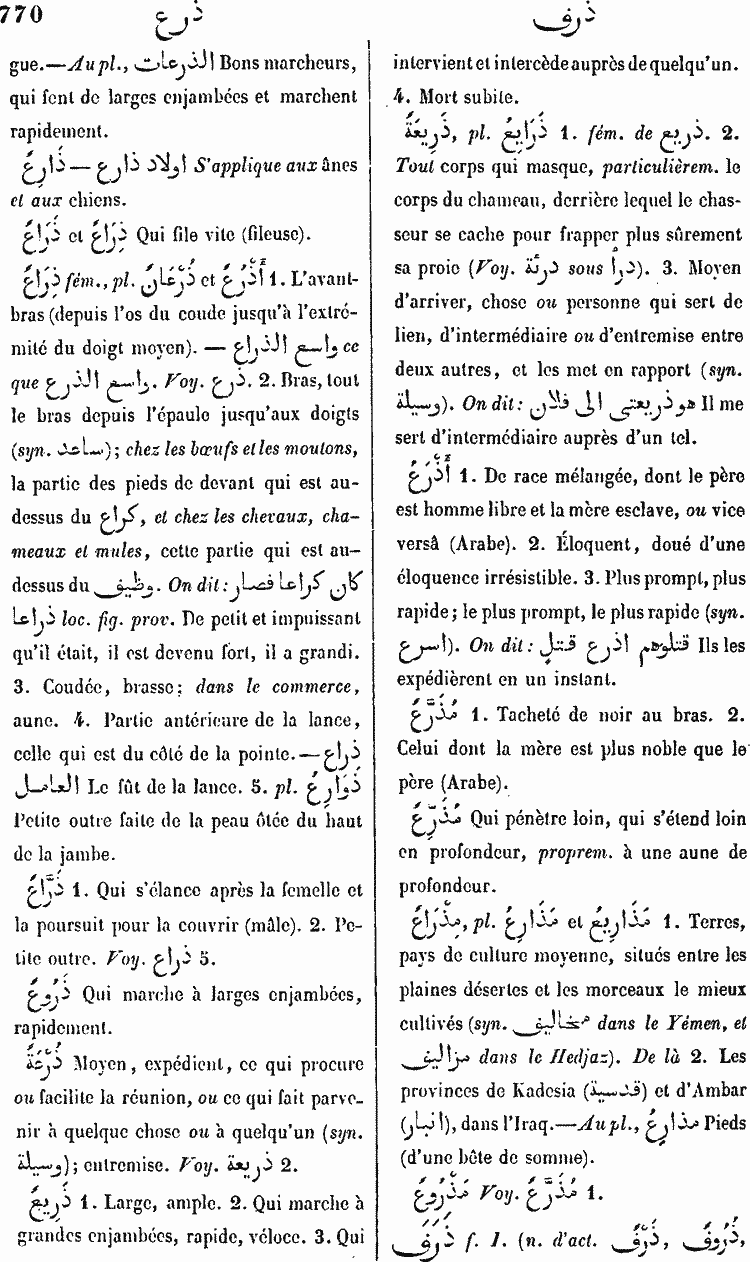 770 ذرع ذرف
gue.—Au pl., الذرعات Bons marcheurs,
qui font de larges enjambées et marchent
rapidement.
ذَارِعٌ — اولاد ذارع S'applique aux ânes
et aux chiens.
ذَرَاعٌ et ذِرَاعٌ Qui file vite (fileuse).
ذِرَاعٌ fém., pl. ذُرْعَانٌ et أَذْرُعٌ 1. L'avant-
bras (depuis l'os du coude jusqu'à l'extré-
mité du doigt moyen). — واسع الذراع ce
que واسع الذرع. Voy. ذرع. 2. Bras, tout
le bras depuis l'épaule jusqu'aux doigts
(syn. ساعد); chez les bœufs et les moutons,
la partie des pieds de devant qui est au-
dessus du كراع, et chez les chevaux, cha-
meaux et mules, cette partie qui est au-
dessus du وظيف. On dit: كان كراعا فصار
ذراعا loc. fig. prov. De petit et impuissant
qu'il était, il est devenu fort, il a grandi.
3. Coudée, brasse; dans le commerce,
aune. 4. Partie antérieure de la lance,
celle qui est du côté de la pointe.—ذِرَاع
العامل Le fût de la lance. 5. pl. ذَوَارِعُ
Petite outre faite de la peau ôtée du haut
de la jambe.
ذَرَّاعٌ 1. Qui s'élance après la femelle et
la poursuit pour la couvrir (mâle). 2. Pe-
tite outre. Voy. ذراع 5.
ذَرُوعٌ Qui marche à larges enjambées,
rapidement.
ذُرْعَةٌ Moyen, expédient, ce qui procure
ou facilite la réunion, ou ce qui fait parve-
nir à quelque chose ou à quelqu'un (syn.
وسيلة); entremise. Voy. ذريعة 2.
ذَرِيعٌ 1. Large, ample. 2. Qui marche à
grandes enjambées, rapide, véloce. 3. Qui
intervient et intercède auprès de quelqu'un.
4. Mort subite.
ذَرِيعَةٌ, pl. ذَرَايِعُ 1. fém. de ذريع. 2.
Tout corps qui masque, particulièrem. le
corps du chameau, derrière lequel le chas-
seur se cache pour frapper plus sûrement
sa proie (Voy. درئة sous درأ). 3. Moyen
d'arriver, chose ou personne qui sert de
lien, d'intermédiaire ou d'entremise entre
deux autres, et les met en rapport (syn.
وسيلة). On dit: هو ذريعتى الى فلان Il me
sert d'intermédiaire auprès d'un tel.
أَذْرَعُ 1. De race mélangée, dont le père
est homme libre et la mère esclave, ou vice
versâ (Arabe). 2. Éloquent, doué d'une
éloquence irrésistible. 3. Plus prompt, plus
rapide; le plus prompt, le plus rapide (syn.
اسرع). On dit: قتلوهم اذرع قتلٍ Ils les
expédièrent en un instant.
مُذَرَّعٌ 1. Tacheté de noir au bras. 2.
Celui dont la mère est plus noble que le
père (Arabe).
مُذَرِّعٌ Qui pénètre loin, qui s'étend loin
en profondeur, proprem. à une aune de
profondeur.
مِذْرَاعٌ, pl. مَذَارِعُ et مَذَارِيعُ 1. Terres,
pays de culture moyenne, situés entre les
plaines désertes et les morceaux le mieux
cultivés (syn. مخاليف dans le Yémen, et
مزاليف dans le Hedjaz). De là 2. Les
provinces de Kadesia (قدسية) et d'Ambar
(انبار), dans l'Iraq.—Au pl., مذارعُ Pieds
(d'une bête de somme).
مَذْرُوعٌ Voy. مُذَرَّعٌ 1.
ذَرَفَ f. I. (n. d'act. ذَرْفٌ, ذُرُوفٌ,